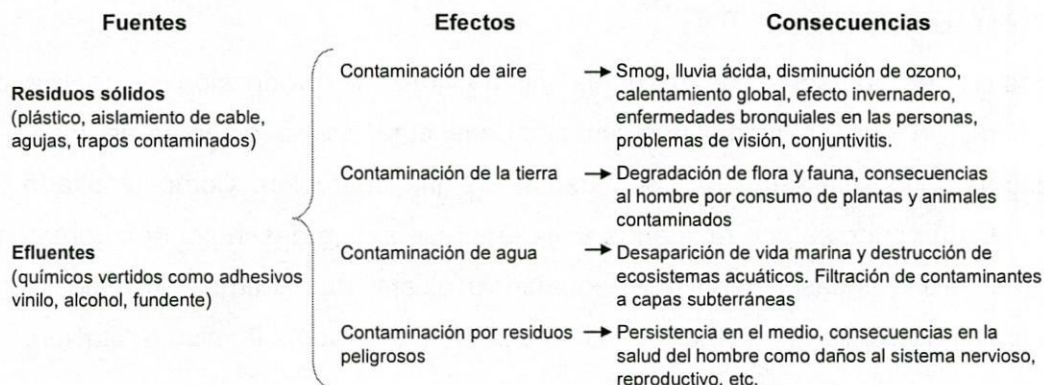 Fuentes
Efectos
Consecuencias
Residuos sólidos
(plástico, aislamiento de cable,
agujas, trapos contaminados)
Efluentes
(químicos vertidos como adhesivos
vinilo, alcohol, fundente)
Contaminación de aire
Smog, lluvia ácida, disminución de ozono,
calentamiento global, efecto invernadero,
enfermedades bronquiales en las personas,
problemas de visión, conjuntivitis.
Contaminación de la tierra
Degradación de flora y fauna, consecuencias
al hombre por consumo de plantas y animales
contaminados
Contaminación de agua
Desaparición de vida marina y destrucción de
ecosistemas acuáticos. Filtración de contaminantes
a capas subterráneas
Contaminación por residuos
peligrosos
Persistencia en el medio, consecuencias en la
salud del hombre como daños al sistema nervioso,
reproductivo, etc.